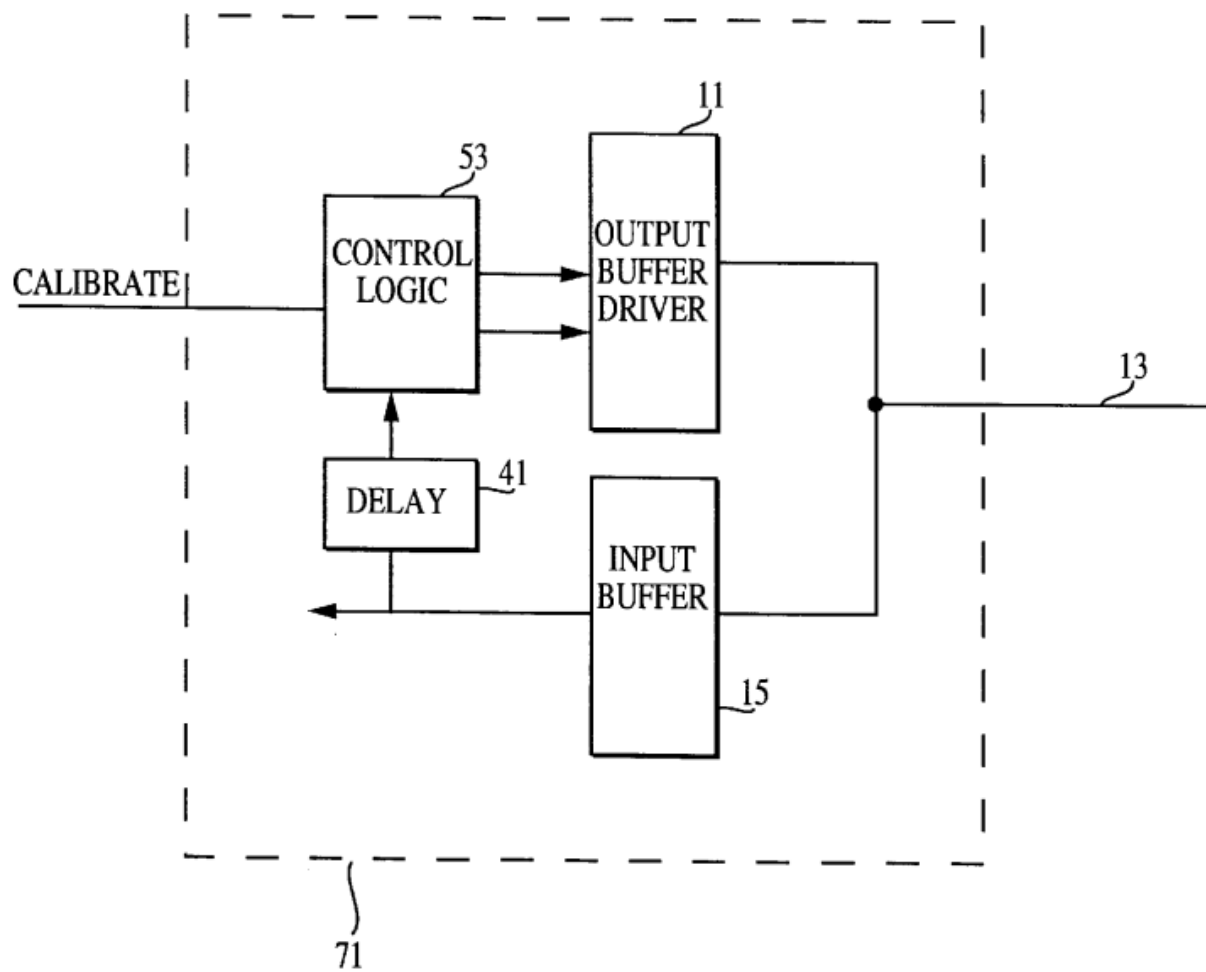 11
53
OUTPUT
BUFFER
DRIVER
CONTROL
LOGIC
CALIBRATE
13
41
DELAY
INPUT
BUFFER
15
71